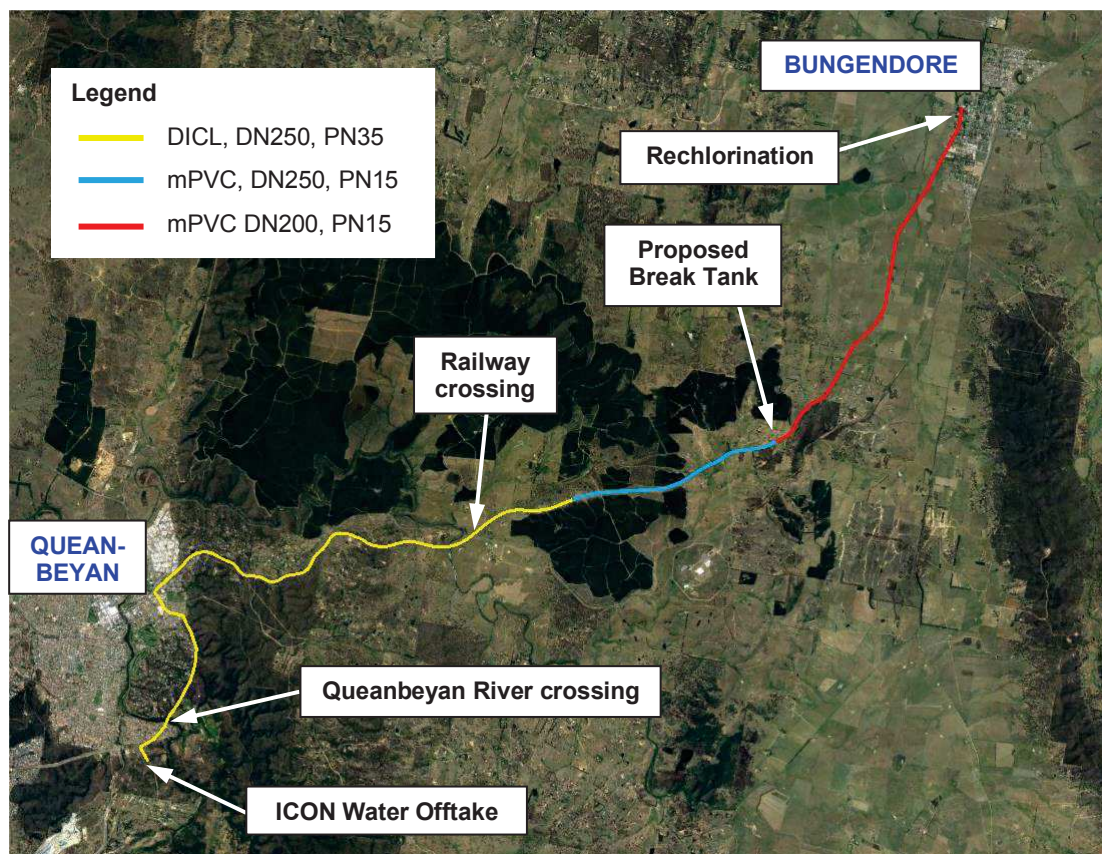 BUNGENDORE
Legend
DICL, DN250, PN35
mPVC, DN250, PN15
mPVC DN200, PN15
Rechlorination
Proposed
Break Tank
Railway
crossing
QUEAN-
BEYAN
Queanbeyan River crossing
ICON Water Offtake